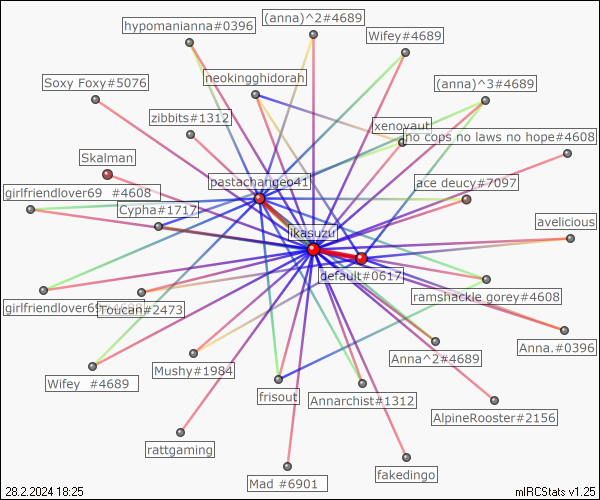 (anna)^2#4689
hypomanianna#0396
Wifey#4689
neokingghidorah
Soxy Foxy#5076
(anna)^3#4689
zibbits#1312
xenovaut
no cops no laws no hope#4608
Skalman
pastachangeo41
ace deucy#7097
girlfriendlover69 #4608
Cypha#1717
avelicious
ikasuzu
default#0617
ramshackle gorey#4608
Toucan#2473
Anna.#0396
Anna^2#4689
Mushy#1984
Wifey #4689
frisout
Annarchist#1312
AlpineRooster#2156
rattgaming
fakedingo
Mad #6901
28.2.2024 18:25
mIRCStats v1.25